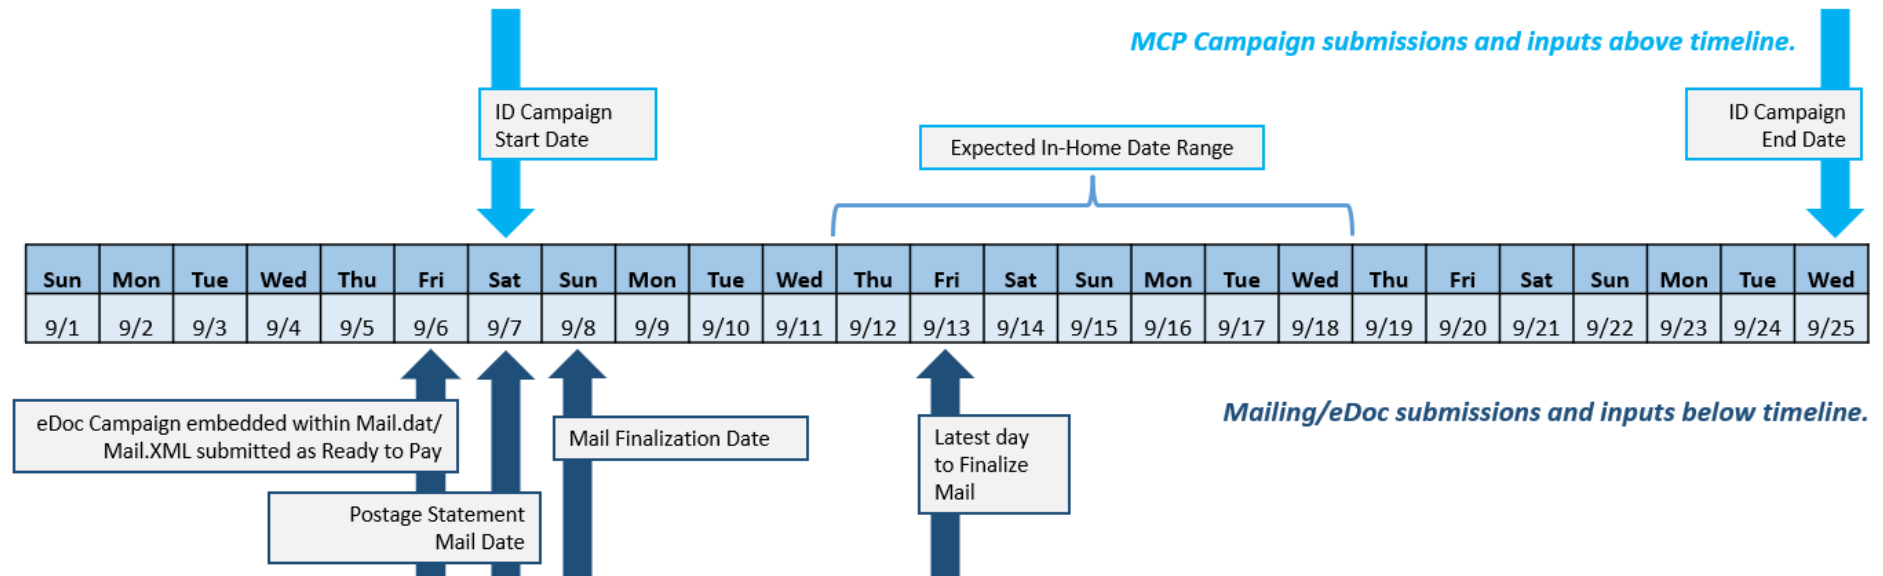 MCP Campaign submissions and inputs above timeline.
ID Campaign
Start Date
Expected In-Home Date Range
ID Campaign
End Date
Sun Mon Tue Wed Thu Fri Sat Sun Mon Tue Wed Thu Fri Sat Sun Mon Tue Wed Thu Fri Sat Sun Mon Tue Wed
9/1 9/2 9/3 9/4 9/5 9/6 9/7 9/8 9/9 9/10 9/11 9/12 9/13 9/14 9/15 9/16 9/17 9/18 9/19 9/20 9/21 9/22 9/23 9/24 9/25
Mailing/eDoc submissions and inputs below timeline.
eDoc Campaign embedded within Mail.dat/
Mail.XML submitted as Ready to Pay
Postage Statement
Mail Date
Mail Finalization Date
Latest day
to Finalize
Mail